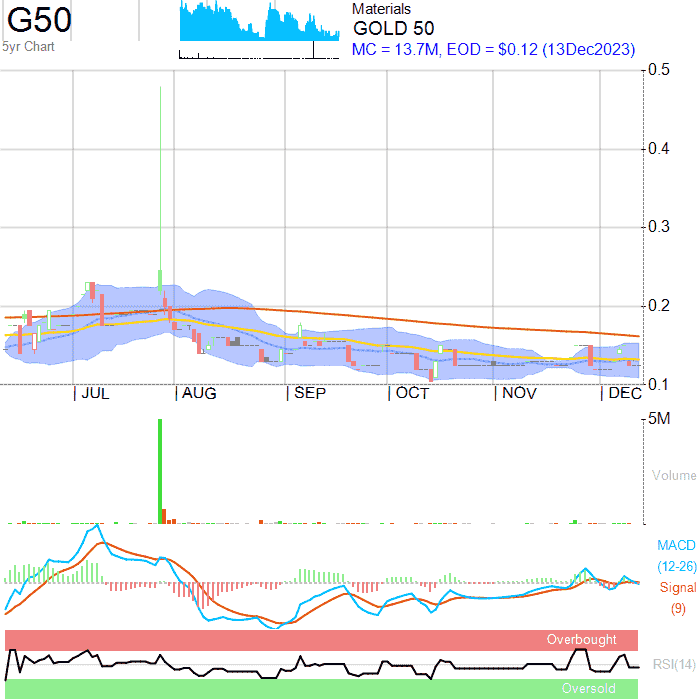 G50
5yr Chart
Materials
GOLD 50
MC = 13.7M, EOD = $0.12 (13Dec2023)
0.5
0.4
0.3
0.2
0.1
JUL
AUG
SEP
OCT
NOV
DEC
5M
Volume
MACD
(12-26)
Signal
(9)
Overbought
RSI(14)
Oversold